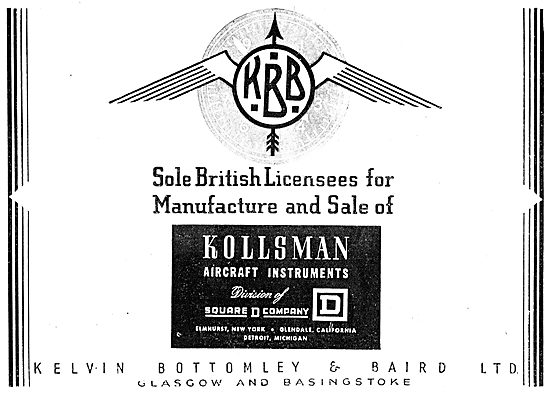 K·B·B
Sole British Licensees for
Manufacture and Sale of
KOLLSMAN
AIRCRAFT INSTRUMENTS
Division of
SQUARE D COMPANY
D
ELMHURST, NEW YORK • GLENDALE, CALIFORNIA
DETROIT, MICHIGAN
KELVIN BOTTOMLEY & BAIRD LTD.
GLASGOW AND BASINGSTOKE